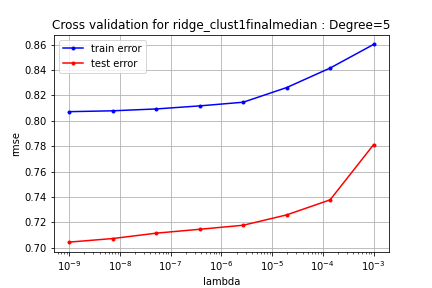 Cross validation for ridge_clust1finalmedian : Degree=5
train error
test error
0.86
0.84
0.82
0.80
0.78
0.76
0.74
0.72
0.70
rmse
10⁻⁹ 10⁻⁸ 10⁻⁷ 10⁻⁶ 10⁻⁵ 10⁻⁴ 10⁻³
lambda